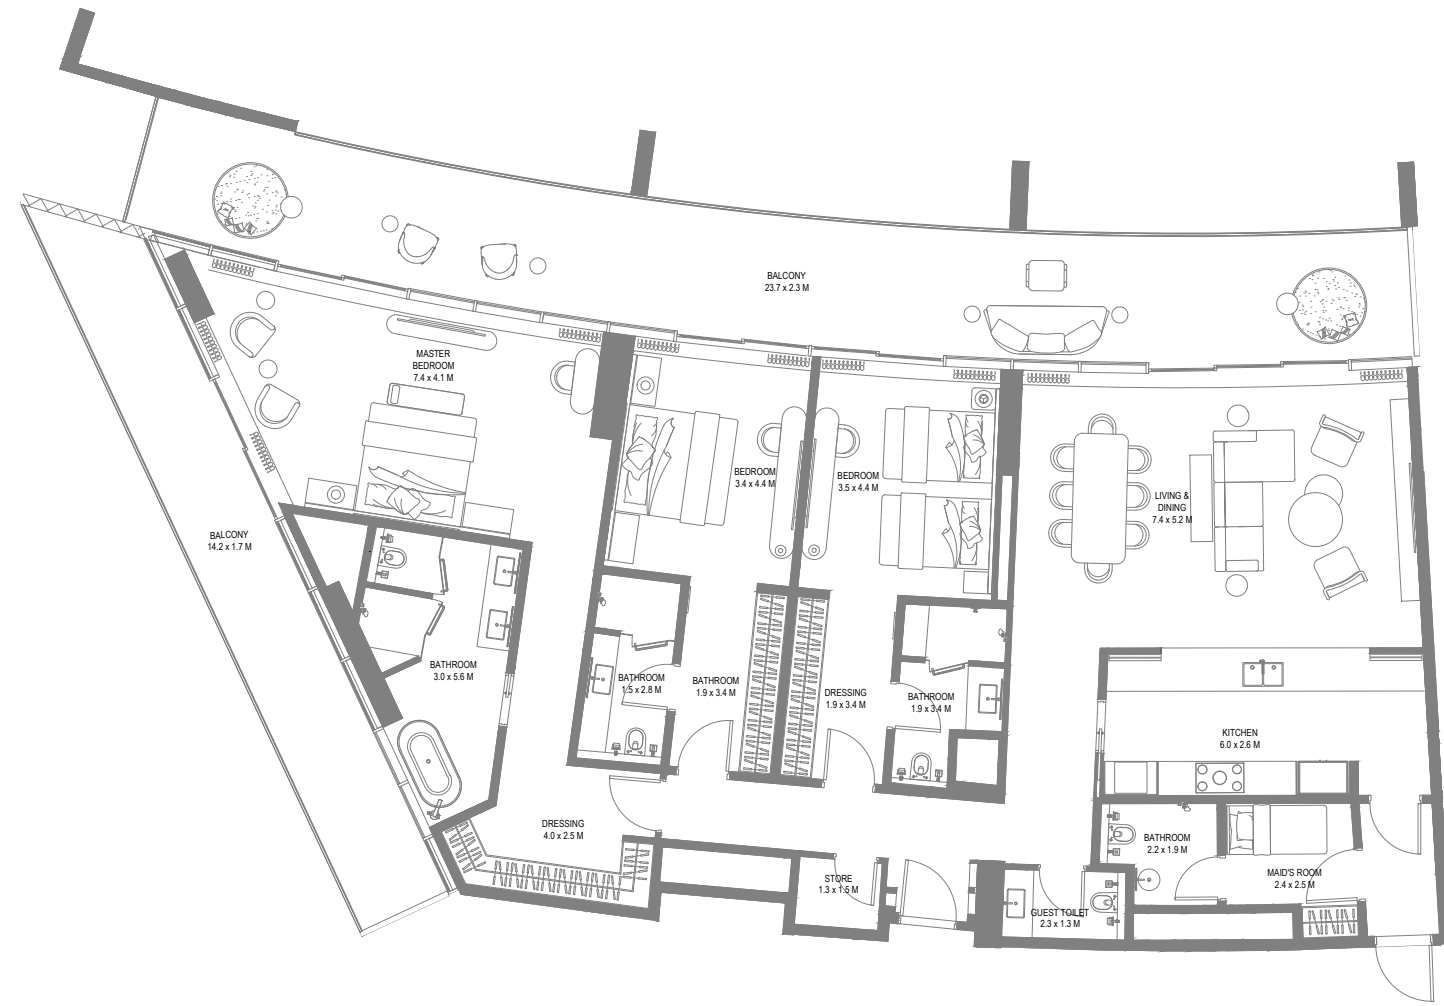 BALCONY
23.7 x 2.3 M
MASTER
BEDROOM
7.4 x 4.1 M
BEDROOM
3.4 x 4.4 M
BEDROOM
3.5 x 4.4 M
LIVING &
DINING
7.4 x 5.2 M
BALCONY
14.2 x 1.7 M
BATHROOM
3.0 x 5.6 M
BATHROOM
1.5 x 2.8 M
BATHROOM
1.9 x 3.4 M
DRESSING
1.9 x 3.4 M
BATHROOM
1.9 x 3.4 M
KITCHEN
6.0 x 2.6 M
DRESSING
4.0 x 2.5 M
BATHROOM
2.2 x 1.9 M
STORE
1.3 x 1.5 M
MAID'S ROOM
2.4 x 2.5 M
GUEST TOILET
2.3 x 1.3 M